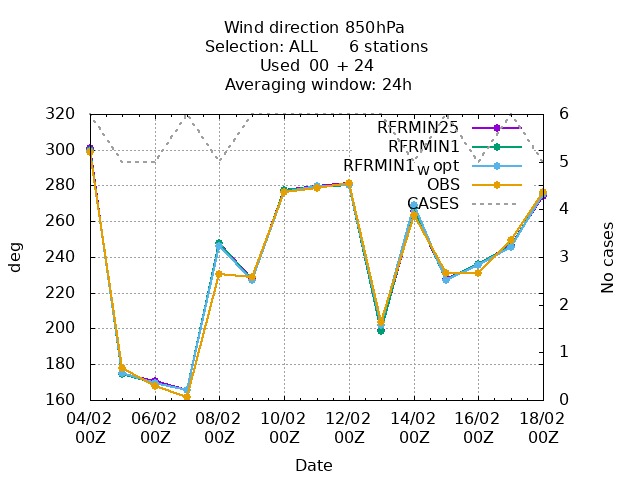 Wind direction 850hPa
Selection: ALL 6 stations
Used 00 + 24
Averaging window: 24h
320
300
280
260
240
220
200
180
160
deg
6
5
4
3
2
1
0
No cases
RFRMIN25
RFRMIN1
RFRMIN1w opt
OBS
CASES
04/02 06/02 08/02 10/02 12/02 14/02 16/02 18/02
00Z 00Z 00Z 00Z 00Z 00Z 00Z 00Z
Date